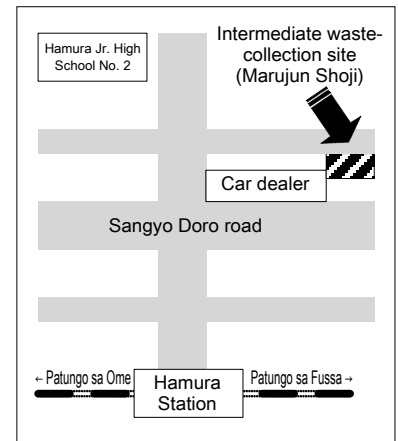 Hamura Jr. High
School No. 2
Intermediate waste-
collection site
(Marujun Shoji)
Car dealer
Sangyo Doro road
← Patungo sa Ome
Hamura
Station
Patungo sa Fussa →